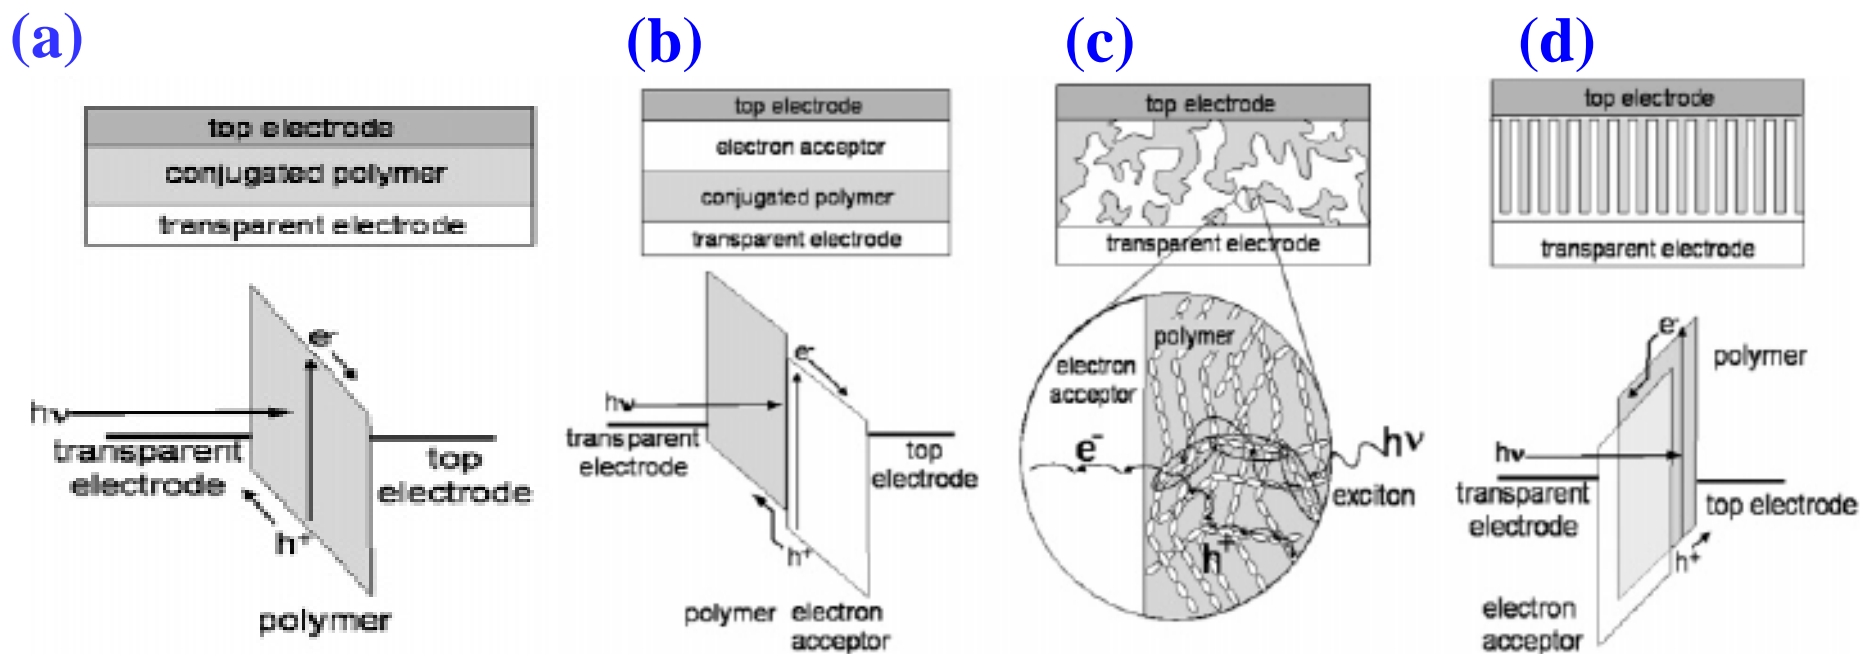 (a)
top electrode
conjugated polymer
transparent electrode
e-
hν
transparent
electrode
top
electrode
h+
polymer
(b)
top electrode
electron acceptor
conjugated polymer
transparent electrode
e-
hν
transparent
electrode
top
electrode
h+
polymer electron
acceptor
(c)
top electrode
transparent electrode
polymer
electron
acceptor
e-
hν
exciton
h+
(d)
top electrode
transparent electrode
e-
polymer
hν
transparent
electrode
top electrode
h+
electron
acceptor